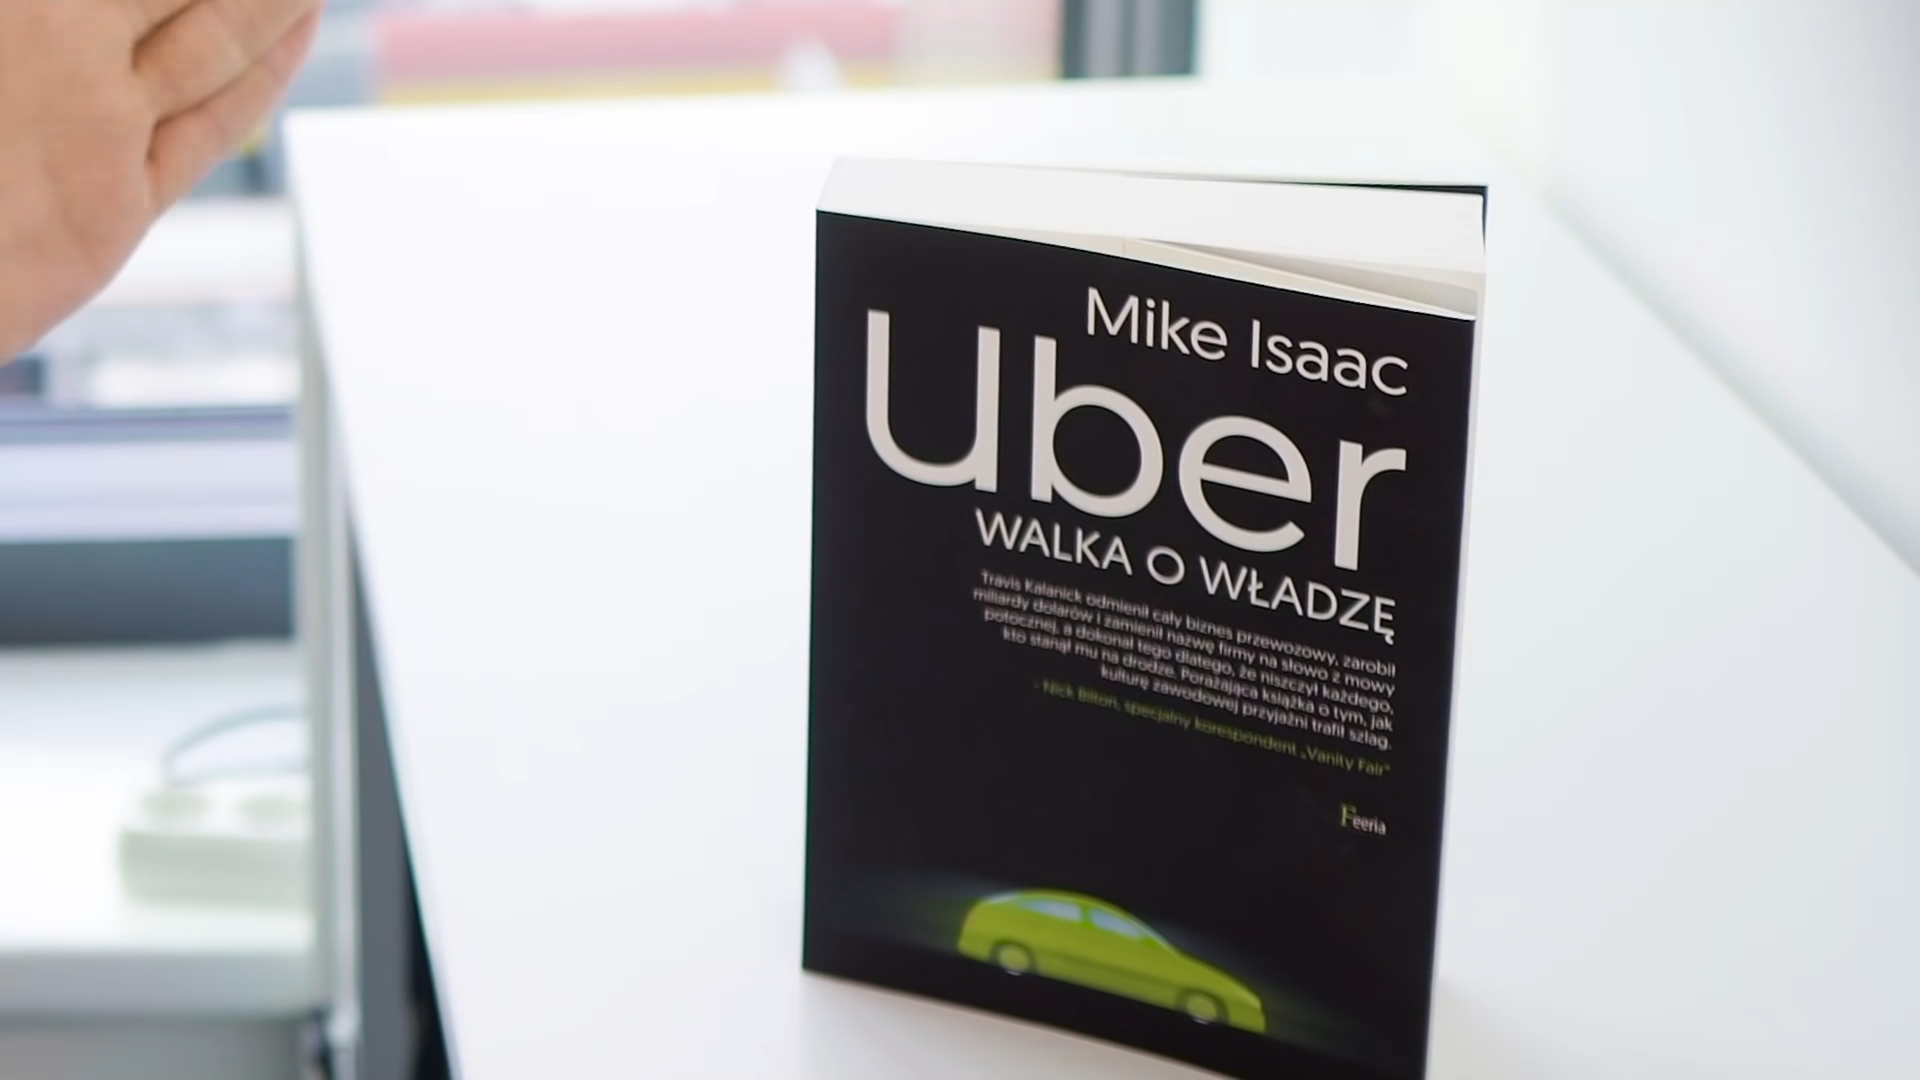 Mike Isaac
uber
WALKA O WŁADZĘ
Travis Kalanick odmienił cały biznes przewozowy, zarobił
miliardy dolarów i zamienił nazwę firmy na słowo z mowy
potocznej, a dokonał tego dlatego, że niszczył każdego,
kto stanął mu na drodze. Porażająca książka o tym, jak
kulturę zawodowej przyjaźni trafił szlag.
- Nick Bilton, specjalny korespondent „Vanity Fair"
Feeria